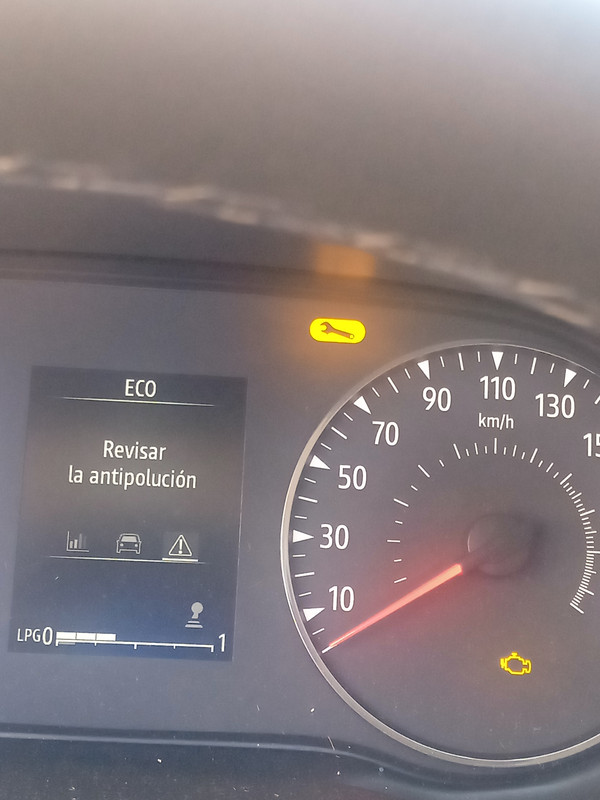 ECO
Revisar
la antipolución
LPG 0 1
10
30
50
70
90
110
130
km/h